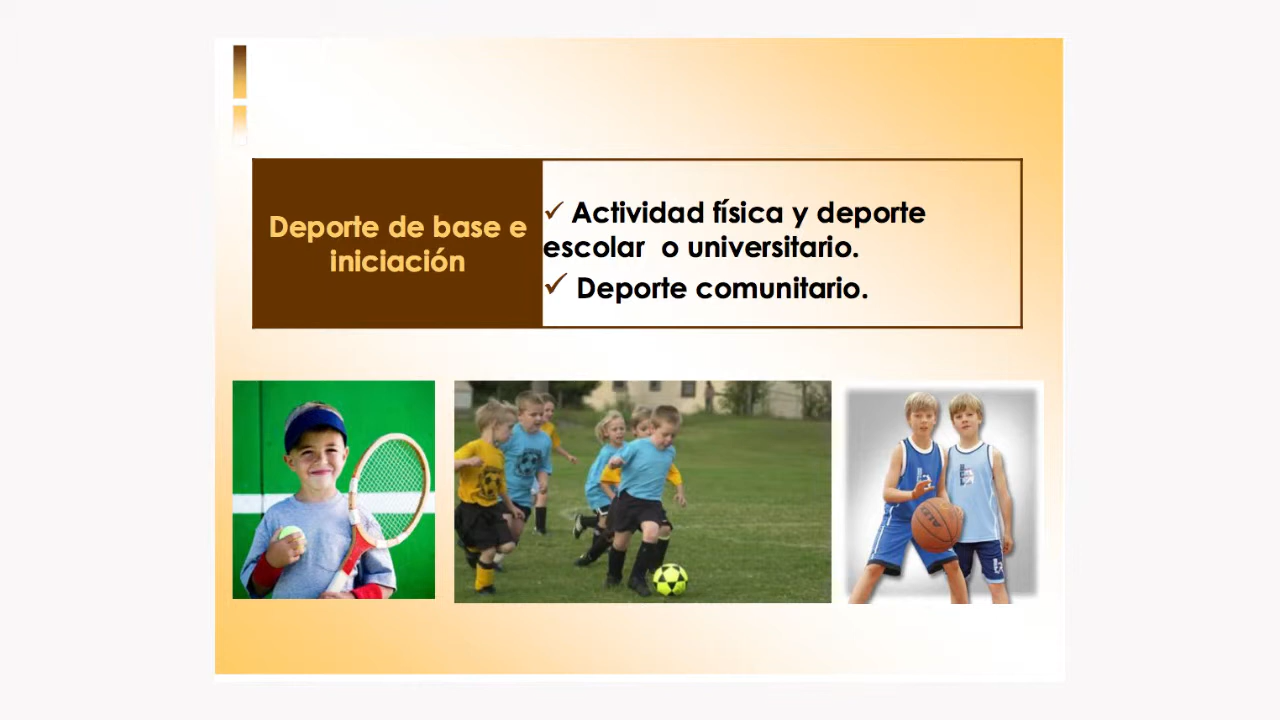 Deporte de base e
iniciación
✓ Actividad física y deporte
escolar o universitario.
✓ Deporte comunitario.